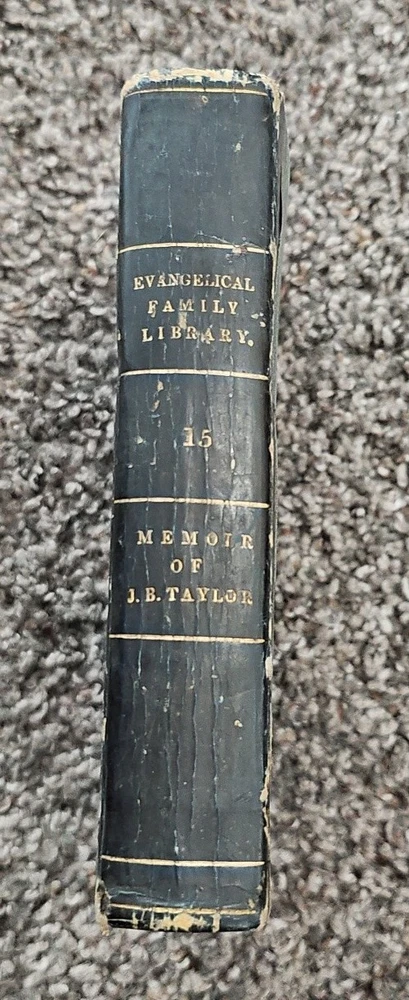 EVANGELICAL
FAMILY
LIBRARY.
15
MEMOIR
OF
J. B. TAYLOR